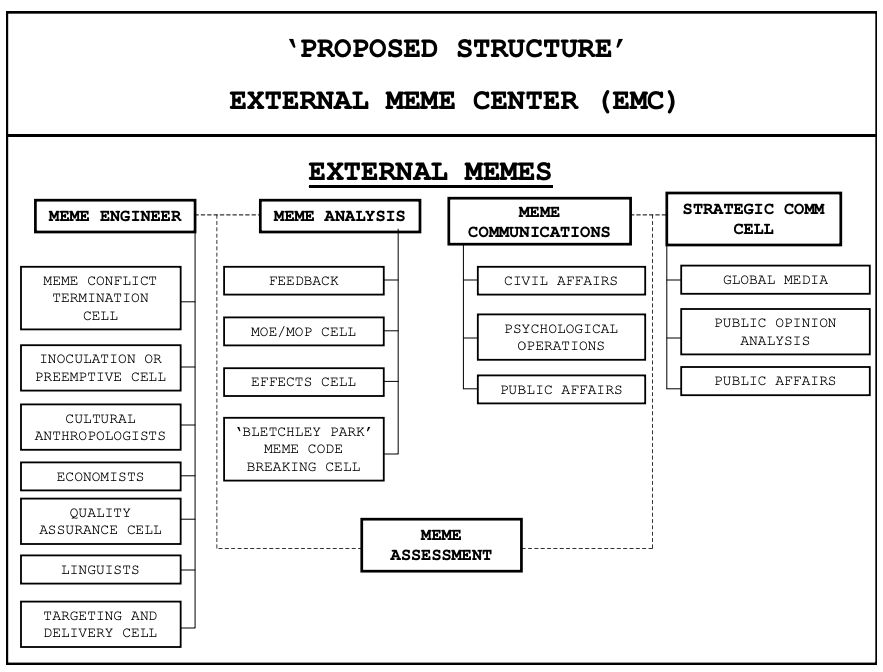 ‘PROPOSED STRUCTURE’
EXTERNAL MEME CENTER (EMC)
EXTERNAL MEMES
MEME ENGINEER
MEME CONFLICT
TERMINATION
CELL
INOCULATION OR
PREEMPTIVE CELL
CULTURAL
ANTHROPOLOGISTS
ECONOMISTS
QUALITY
ASSURANCE CELL
LINGUISTS
TARGETING AND
DELIVERY CELL
MEME ANALYSIS
FEEDBACK
MOE/MOP CELL
EFFECTS CELL
‘BLETCHLEY PARK’
MEME CODE
BREAKING CELL
MEME
COMMUNICATIONS
CIVIL AFFAIRS
PSYCHOLOGICAL
OPERATIONS
PUBLIC AFFAIRS
STRATEGIC COMM
CELL
GLOBAL MEDIA
PUBLIC OPINION
ANALYSIS
PUBLIC AFFAIRS
MEME
ASSESSMENT